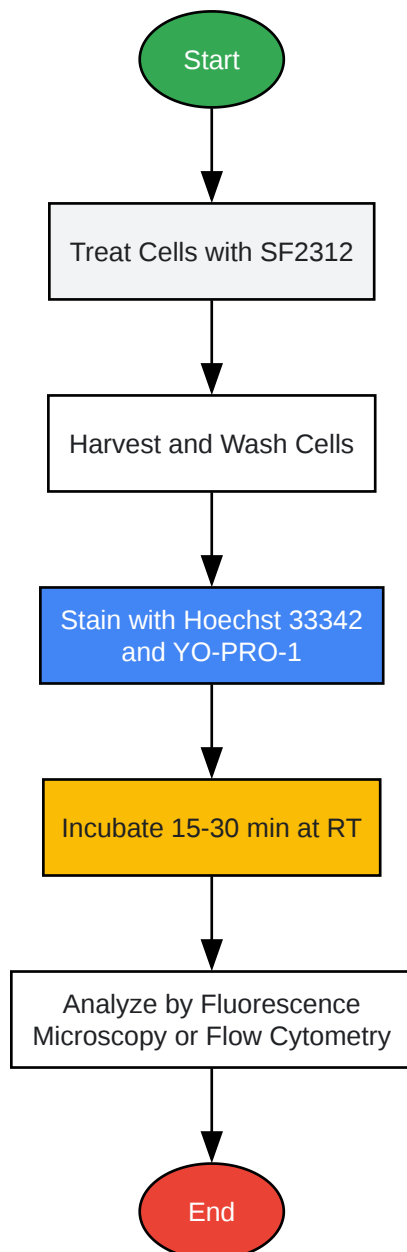 Start
Treat Cells with SF2312
Harvest and Wash Cells
Stain with Hoechst 33342
and YO-PRO-1
Incubate 15-30 min at RT
Analyze by Fluorescence
Microscopy or Flow Cytometry
End